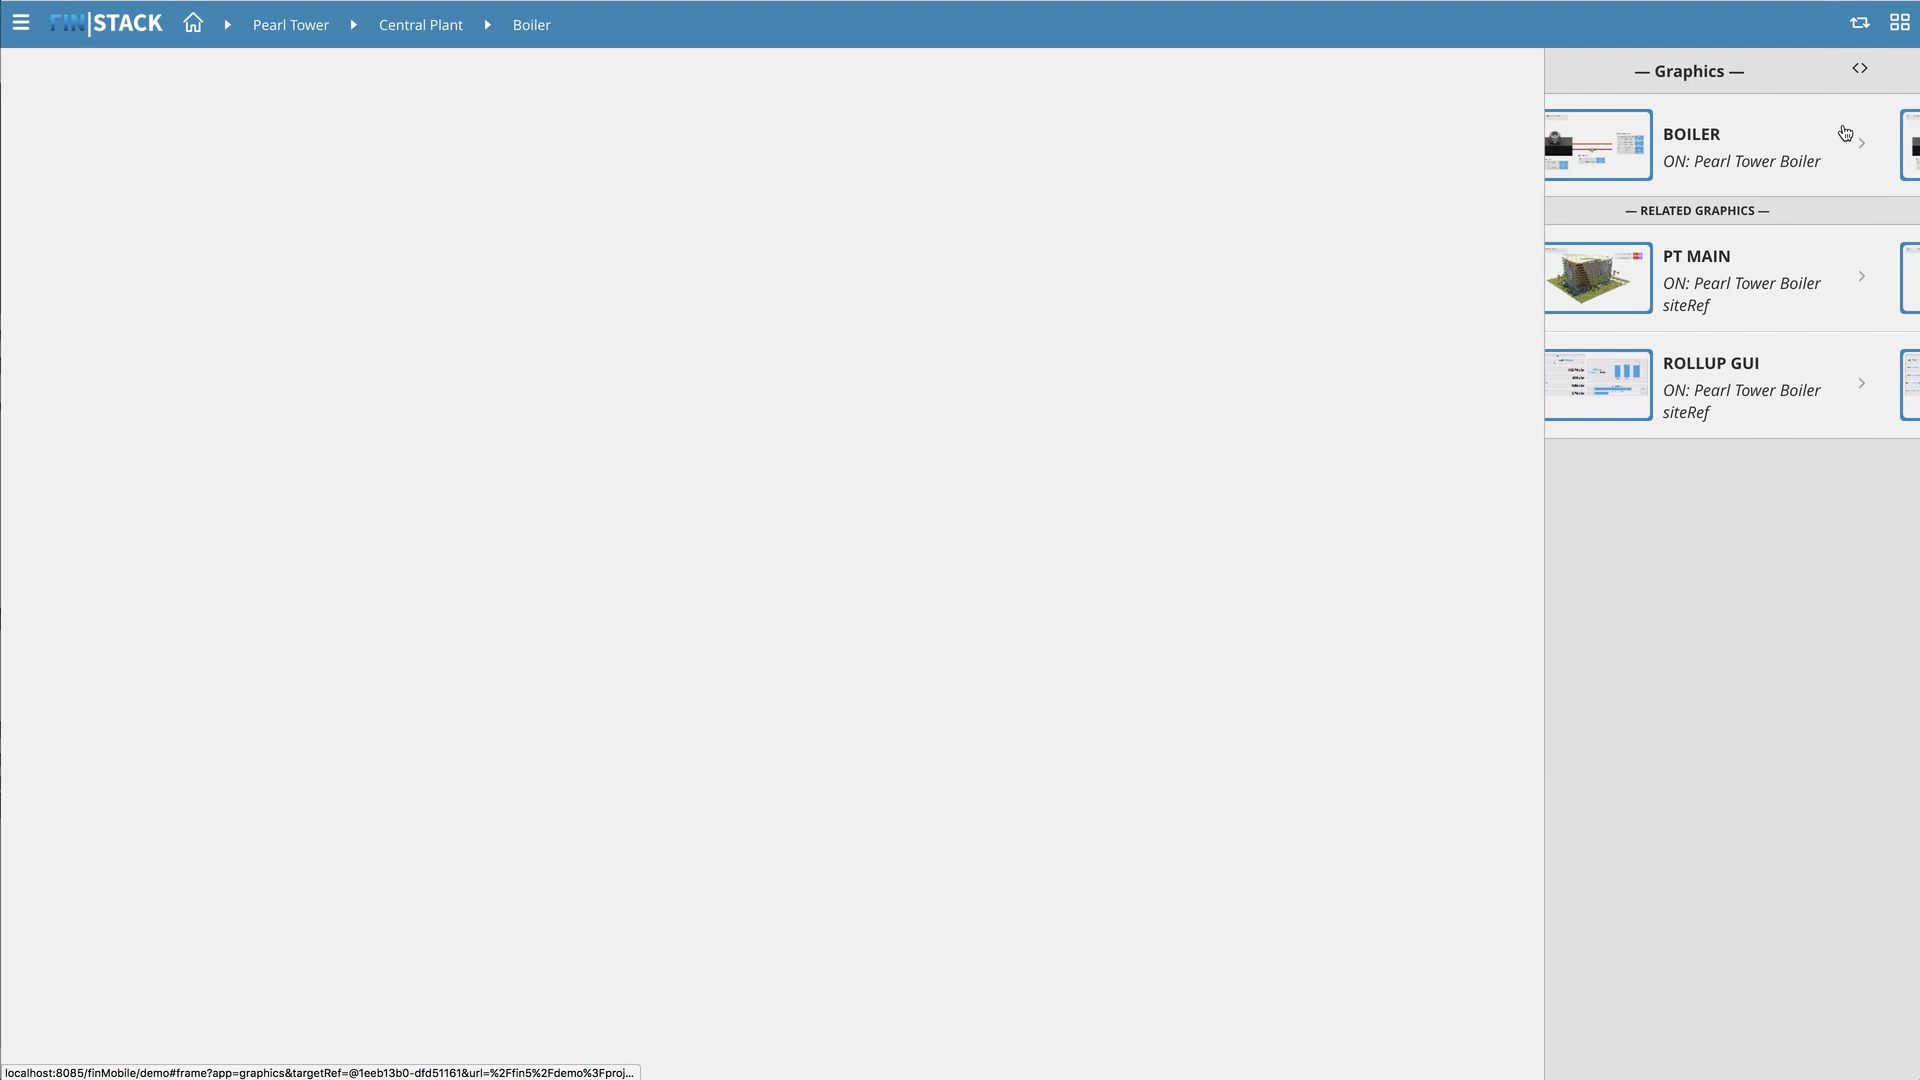 FIN|STACK Pearl Tower Central Plant Boiler
— Graphics —
BOILER
ON: Pearl Tower Boiler
— RELATED GRAPHICS —
PT MAIN
ON: Pearl Tower Boiler
siteRef
ROLLUP GUI
ON: Pearl Tower Boiler
siteRef
localhost:8085/finMobile/demo#frame?app=graphics&targetRef=@1eeb13b0-dfd51161&url=%2Ffin5%2Fdemo%3Fproj...